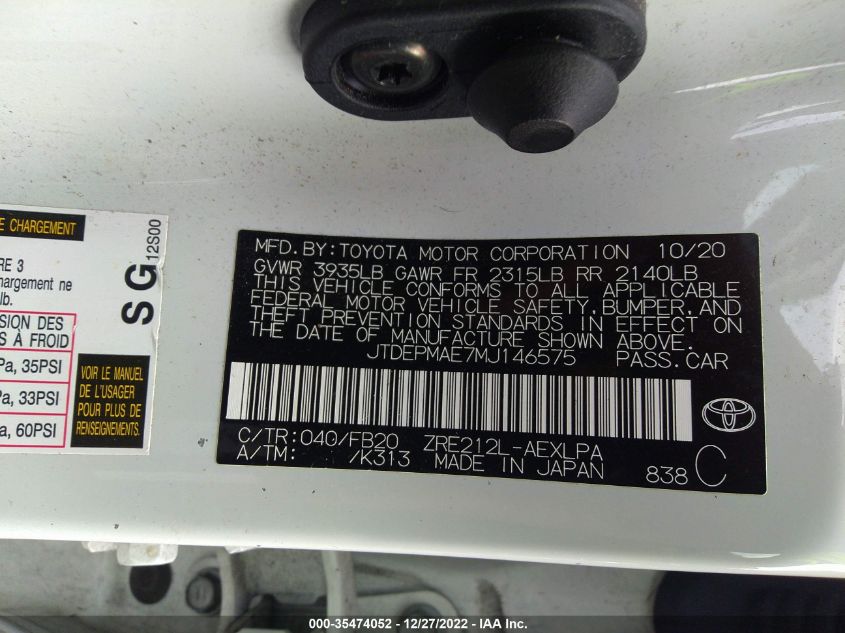 E CHARGEMENT
RE 3
chargement ne
lb.
SION DES
S À FROID
Pa, 35PSI
Pa, 33PSI
a, 60PSI
SG
12S00
VOIR LE MANUEL
DE L'USAGER
POUR PLUS DE
RENSEIGNEMENTS.
MFD. BY: TOYOTA MOTOR CORPORATION 10/20
GVWR 3935LB GAWR FR 2315LB RR 2140LB
THIS VEHICLE CONFORMS TO ALL APPLICABLE
FEDERAL MOTOR VEHICLE SAFETY, BUMPER, AND
THEFT PREVENTION STANDARDS IN EFFECT ON
THE DATE OF MANUFACTURE SHOWN ABOVE.
JTDEPMAE7MJ146575 PASS. CAR
C/TR: 040/FB20 ZRE212L-AEXLPA
A/TM: /K313 MADE IN JAPAN 838 C
000-35474052 - 12/27/2022 - IAA Inc.